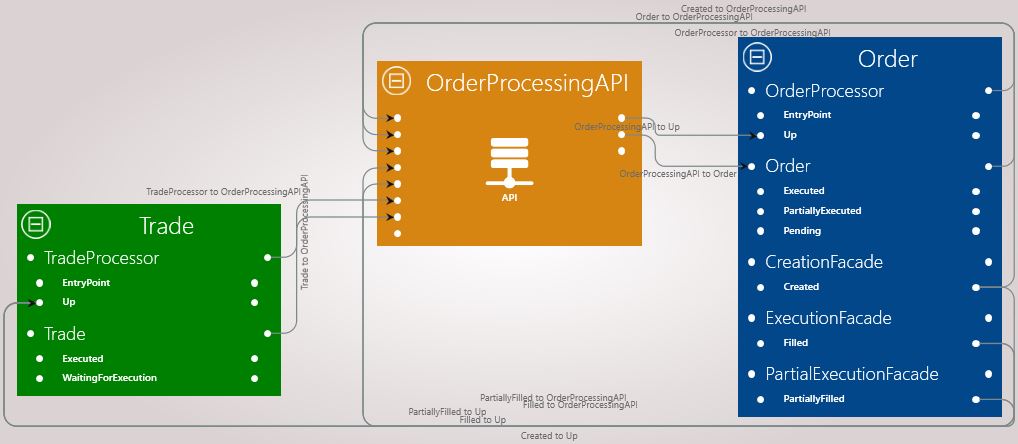 Created to OrderProcessingAPI
Order to OrderProcessingAPI
OrderProcessor to OrderProcessingAPI
OrderProcessingAPI
API
OrderProcessingAPI to Up
OrderProcessingAPI to Order
Order
OrderProcessor
EntryPoint
Up
Order
Executed
PartiallyExecuted
Pending
CreationFacade
Created
ExecutionFacade
Filled
PartialExecutionFacade
PartiallyFilled
TradeProcessor to OrderProcessingAPI
Trade to OrderProcessingAPI
Trade
TradeProcessor
EntryPoint
Up
Trade
Executed
WaitingForExecution
PartiallyFilled to OrderProcessingAPI
Filled to OrderProcessingAPI
PartiallyFilled to Up
Filled to Up
Created to Up